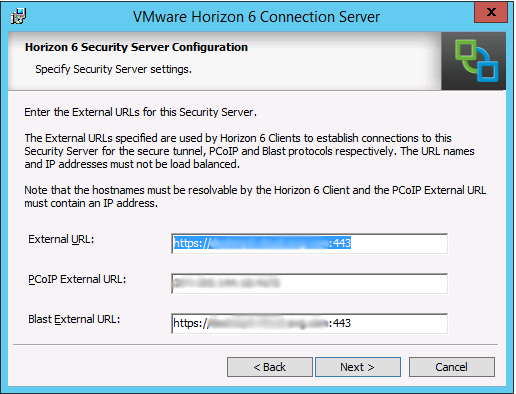 VMware Horizon 6 Connection Server
Horizon 6 Security Server Configuration
Specify Security Server settings.
Enter the External URLs for this Security Server.
The External URLs specified are used by Horizon 6 Clients to establish connections to this
Security Server for the secure tunnel, PCoIP and Blast protocols respectively. The URL names
and IP addresses must not be load balanced.
Note that the hostnames must be resolvable by the Horizon 6 Client and the PCoIP External URL
must contain an IP address.
External URL: https:// :443
PCoIP External URL:
Blast External URL: https:// :443
< Back Next > Cancel